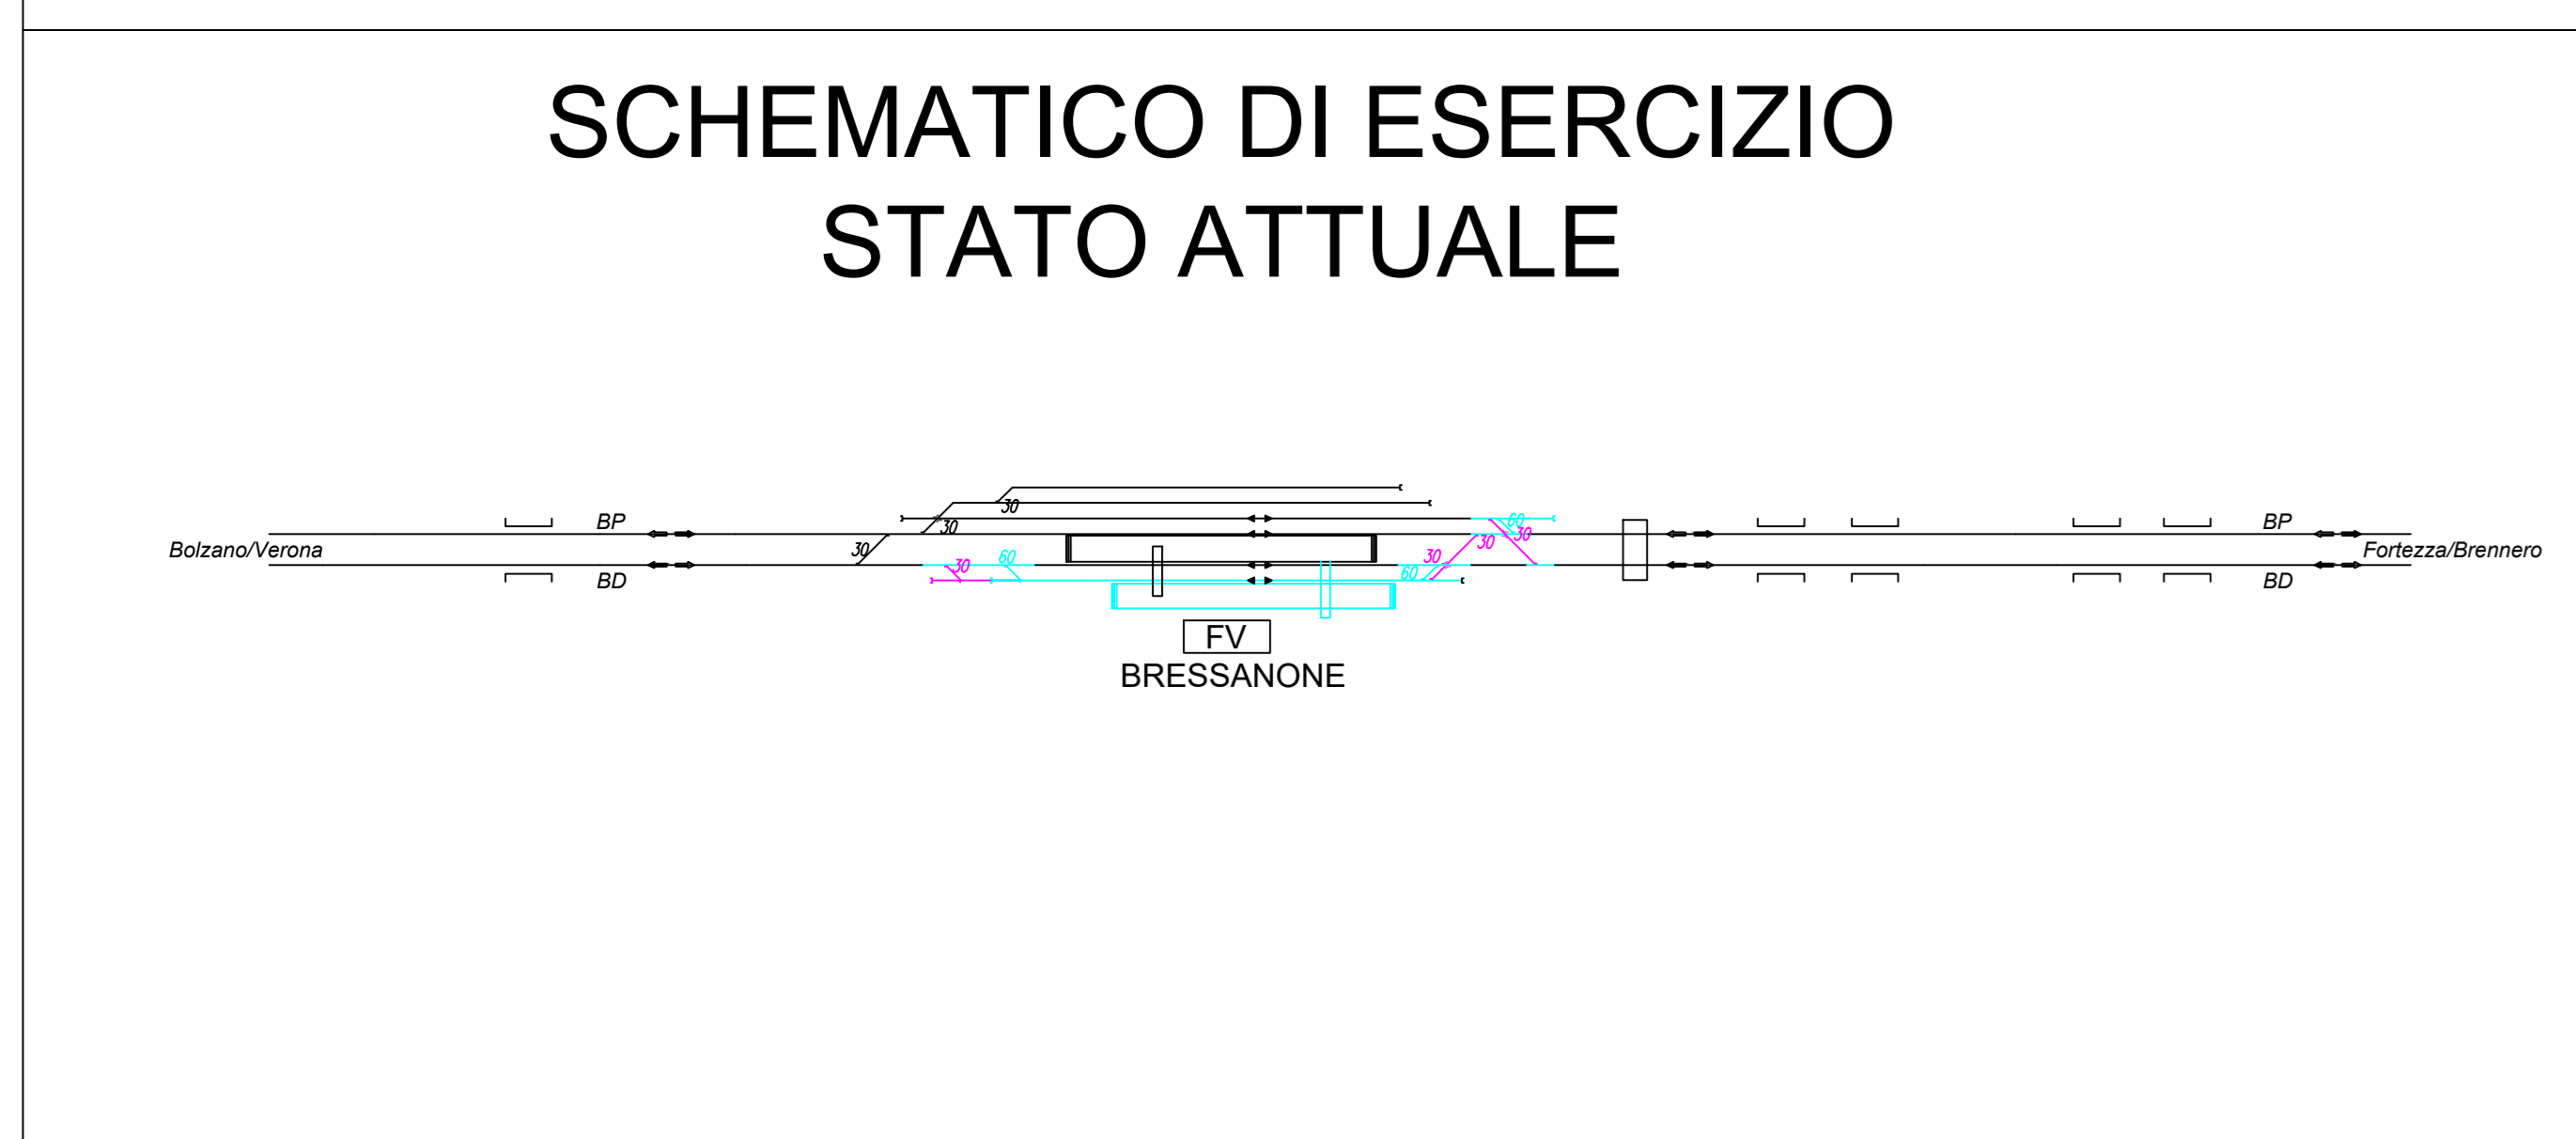 SCHEMATICO DI ESERCIZIO
STATO ATTUALE
30
BP
30
60
BP
30
30
30
Bolzano/Verona
30
30
60
Fortezza/Brennero
30
60
BD
BD
FV
BRESSANONE